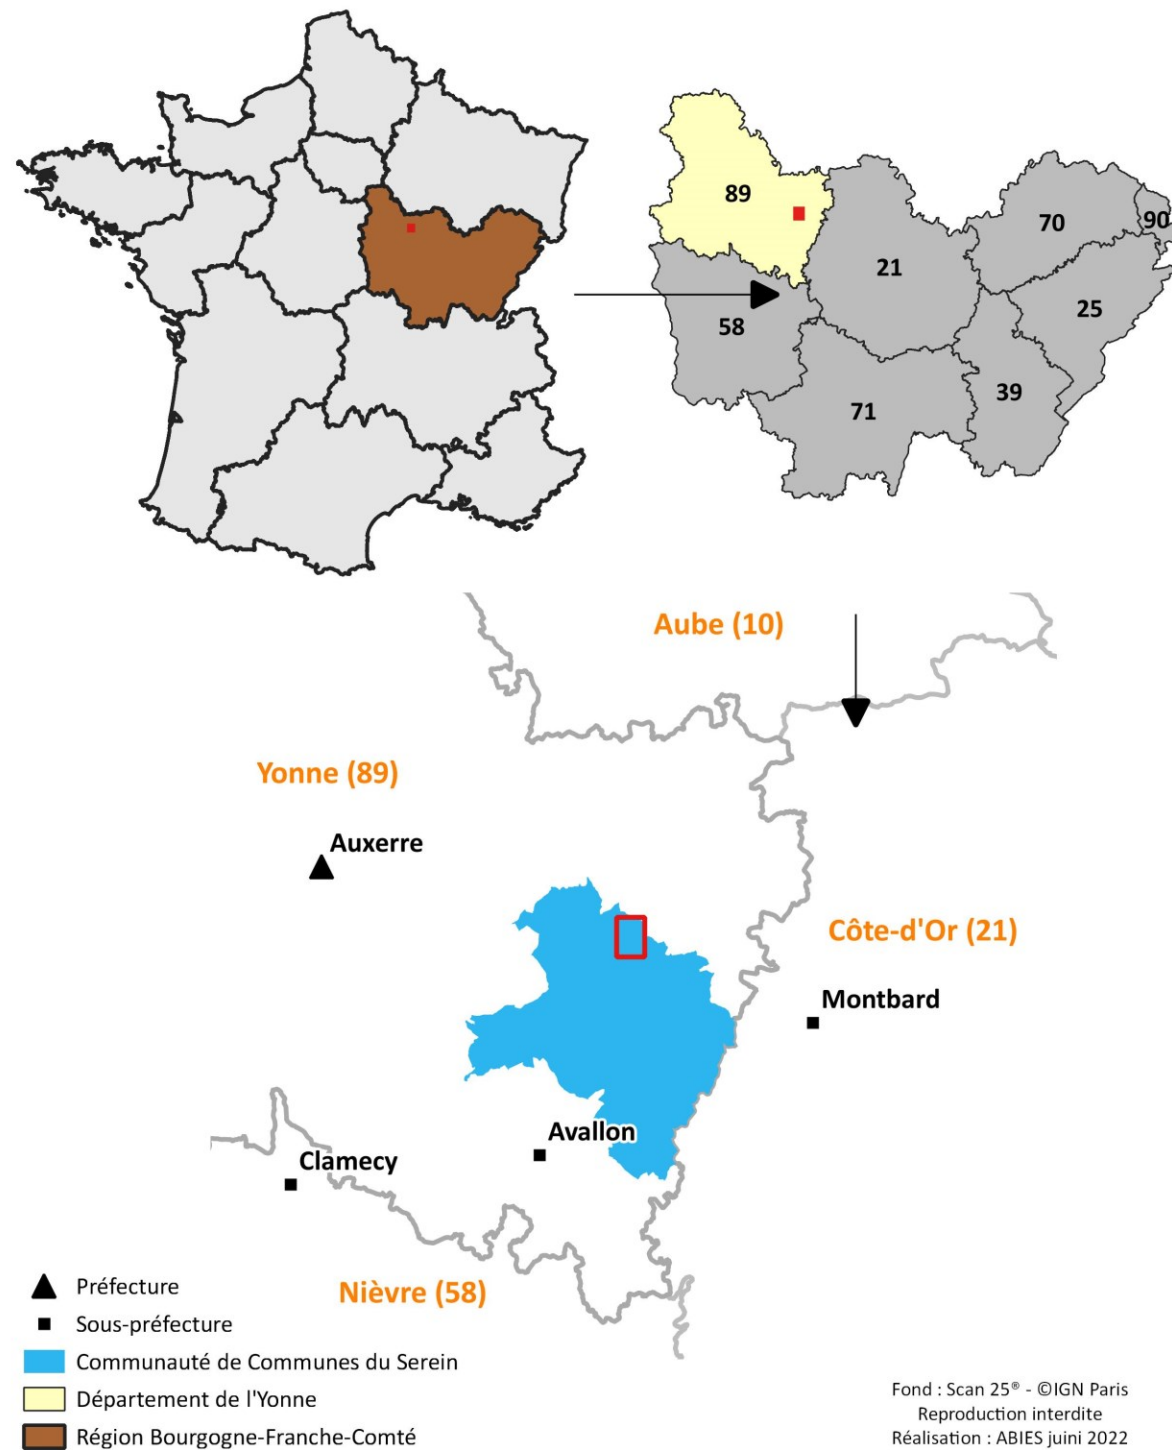 89
70
90
21
25
58
39
71
Aube (10)
Yonne (89)
Auxerre
Côte-d'Or (21)
Montbard
Avallon
Clamecy
Nièvre (58)
Préfecture
Sous-préfecture
Communauté de Communes du Serein
Département de l'Yonne
Région Bourgogne-Franche-Comté
Fond : Scan 25® - ©IGN Paris
Reproduction interdite
Réalisation : ABIES juini 2022